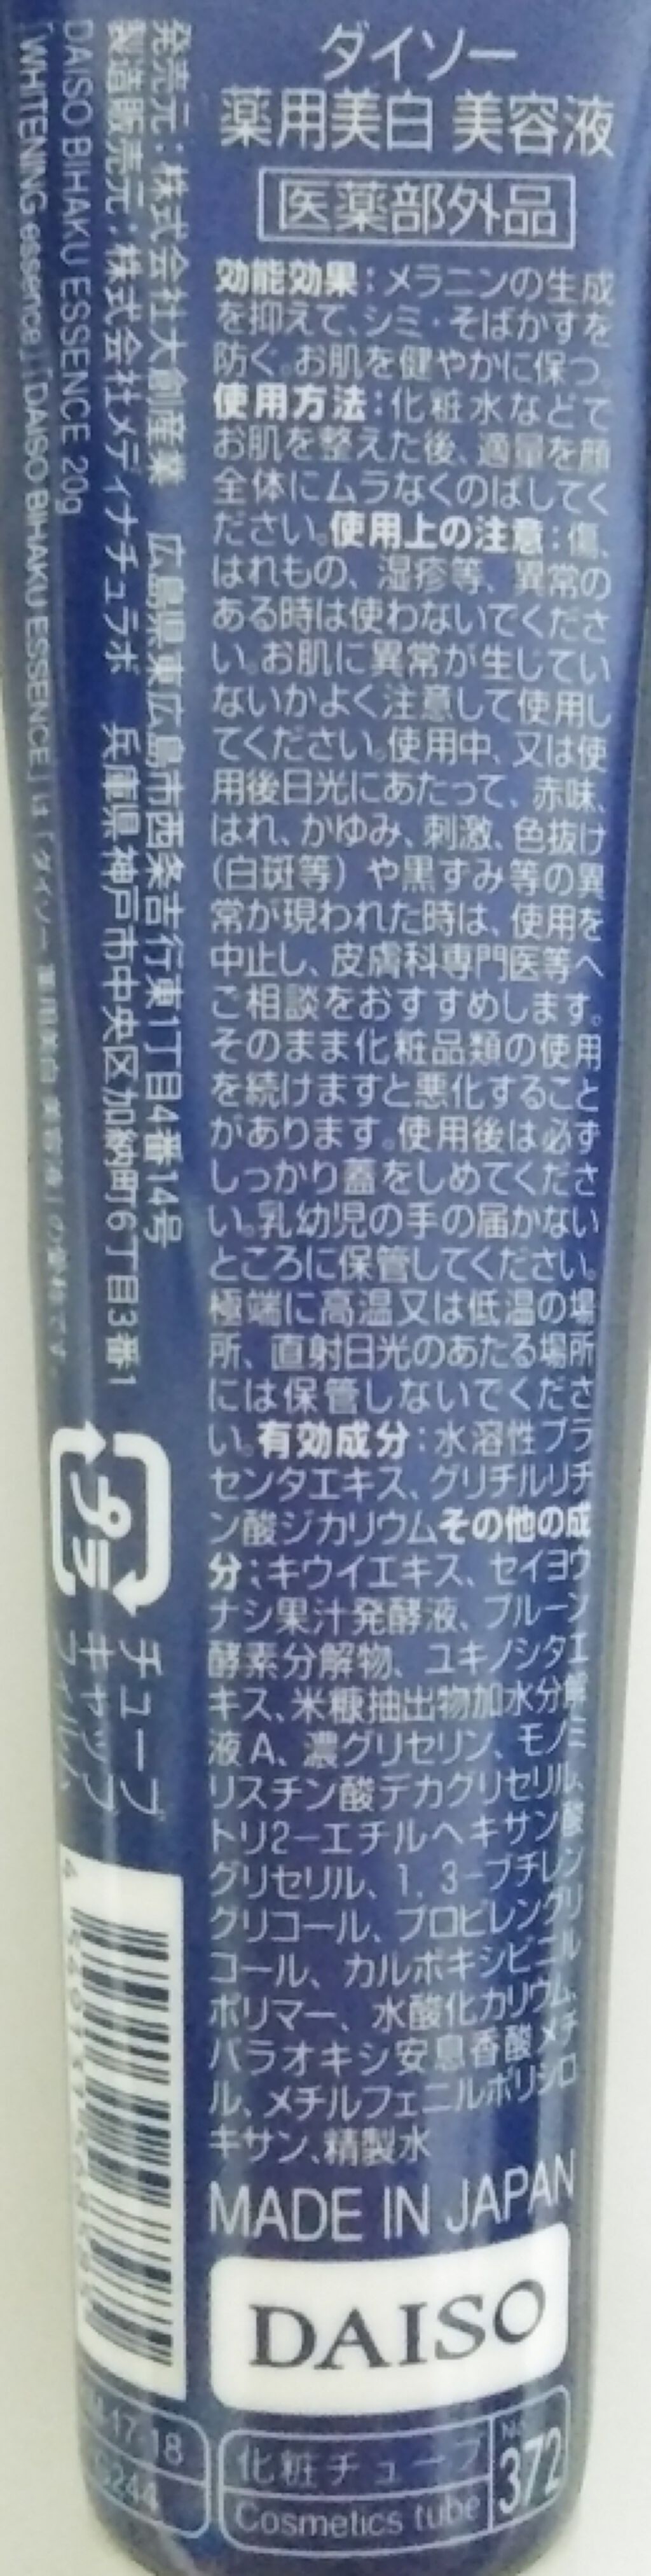 ダイソー
薬用美白 美容液
医薬部外品
効能効果:メラニンの生成
を抑えて、シミ・そばかすを
防ぐ。お肌を健やかに保つ。
使用方法:化粧水などで
お肌を整えた後、適量を顔
全体にムラなくのばしてく
ださい。使用上の注意:傷、
はれもの、湿疹等、異常の
ある時は使わないでくださ
い。お肌に異常が生じてい
ないかよく注意して使用し
てください。使用中、又は使
用後日光にあたって、赤味、
はれ、かゆみ、刺激、色抜け
(白斑等)や黒ずみ等の異
常が現われた時は、使用を
中止し、皮膚科専門医等へ
ご相談をおすすめします。
そのまま化粧品類の使用
を続けますと悪化すること
があります。使用後は必ず
しっかり蓋をしめてくださ
い。乳幼児の手の届かない
ところに保管してください。
極端に高温又は低温の場
所、直射日光のあたる場所
には保管しないでくださ
い。有効成分:水溶性プラ
センタエキス、グリチルリチ
ン酸ジカリウムその他の成
分:キウイエキス、セイヨウ
ナシ果汁発酵液、プルーン
酵素分解物、ユキノシタエ
キス、米糠抽出物加水分解
液A、濃グリセリン、モノミ
リスチン酸デカグリセリル、
トリ2-エチルヘキサン酸
グリセリル、1,3-ブチレン
グリコール、プロピレングリ
コール、カルボキシビニル
ポリマー、水酸化カリウム、
パラオキシ安息香酸メチ
ル、メチルフェニルポリシロ
キサン、精製水
MADE IN JAPAN
DAISO
化粧チューブ
Cosmetics tube
No.
372
発売元:株式会社大創産業 広島県東広島市西条吉行東1丁目4番14号
製造販売元:株式会社メディナチュラボ 兵庫県神戸市中央区加納町6丁目3番1
DAISO BIHAKU ESSENCE 20g
「WHITENING essence」「DAISO BIHAKU ESSENCE」は「ダイソー 薬用美白 美容液」の愛称です。
プラ
チューブ
キャップ
フィルム
17 18
244